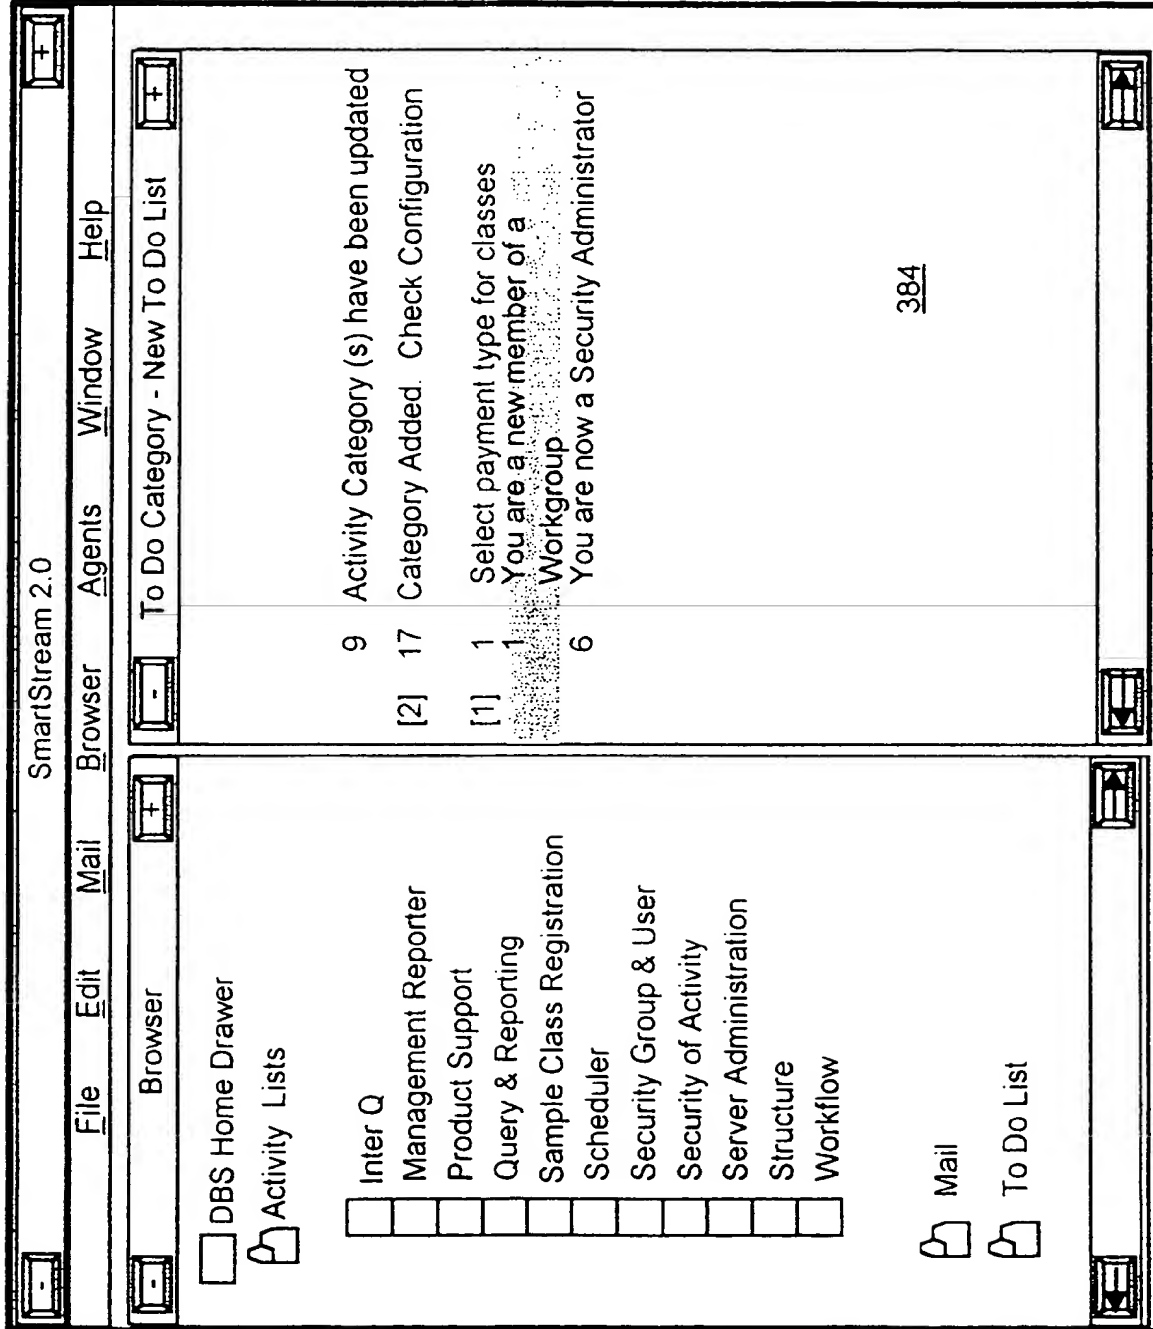 SmartStream 2.0
File Edit Mail Browser Agents Window Help
Browser
DBS Home Drawer
Activity Lists
Inter Q
Management Reporter
Product Support
Query & Reporting
Sample Class Registration
Scheduler
Security Group & User
Security of Activity
Server Administration
Structure
Workflow
Mail
To Do List
To Do Category - New To Do List
9 Activity Category (s) have been updated
[2] 17 Category Added. Check Configuration
[1] 1 Select payment type for classes
1 You are a new member of a
Workgroup
6 You are now a Security Administrator
384